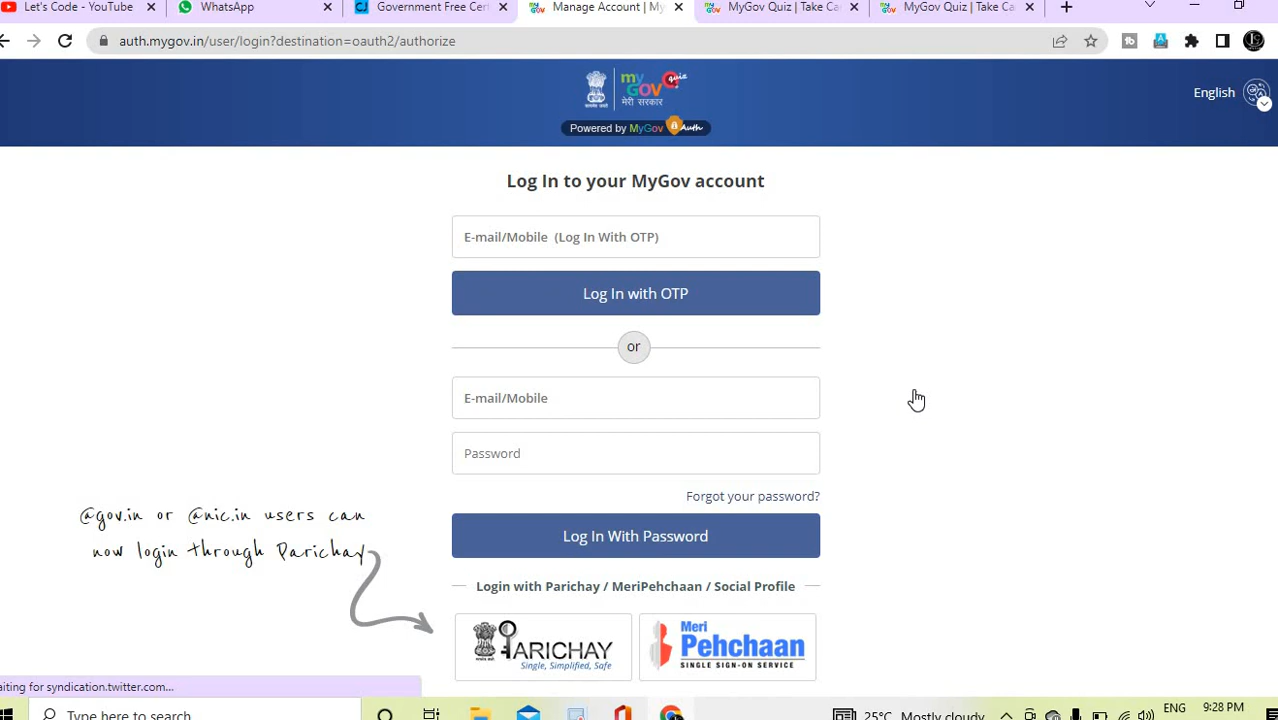 Let's Code - YouTube
WhatsApp
Government Free Cert
Manage Account | My
MyGov Quiz | Take Ca
MyGov Quiz | Take C
auth.mygov.in/user/login?destination=oauth2/authorize
my GOV quiz
मेरी सरकार
Powered by MyGov Auth
English
Log In to your MyGov account
E-mail/Mobile (Log In With OTP)
Log In with OTP
or
E-mail/Mobile
Password
Forgot your password?
Log In With Password
@gov.in or @nic.in users can
now login through Parichay
Login with Parichay / MeriPehchaan / Social Profile
PARICHAY
Single, Simplified, Safe
Meri
Pehchaan
SINGLE SIGN-ON SERVICE
aiting for syndication.twitter.com...
Type here to search
25°C Mostly cloudy
ENG
9:28 PM